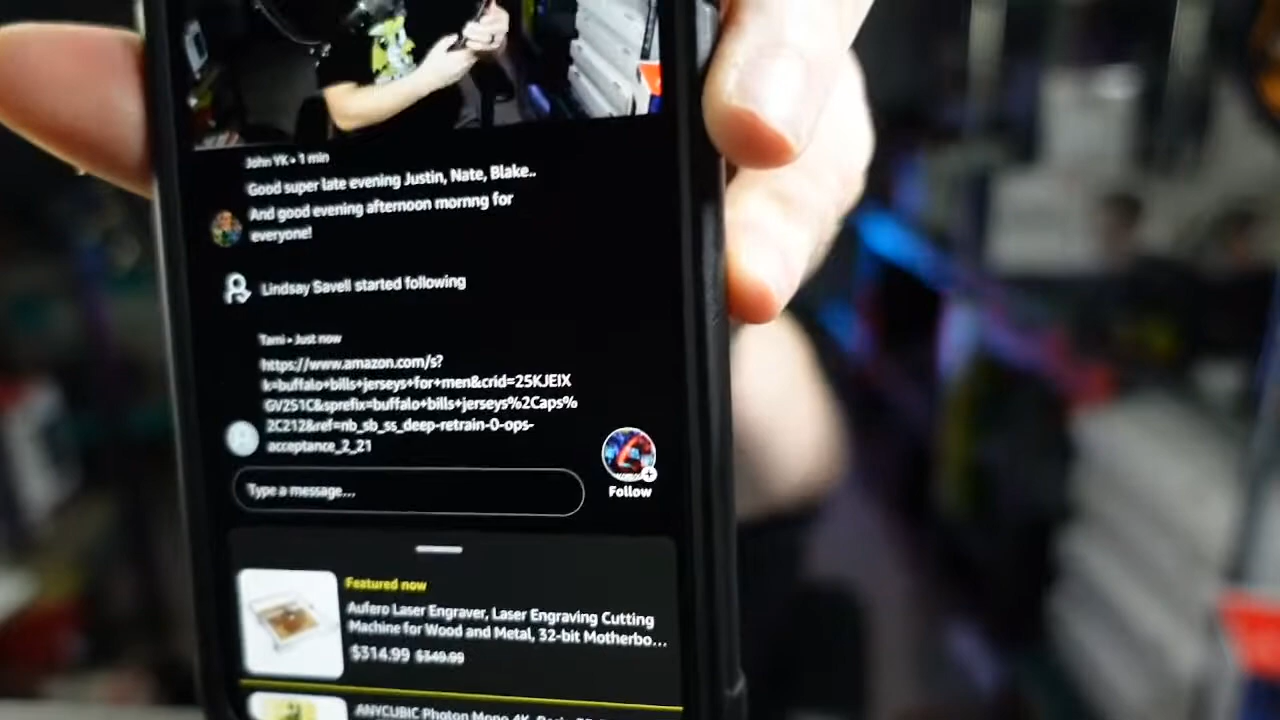 John YK • 1 min
Good super late evening Justin, Nate, Blake..
And good evening afternoon mornng for
everyone!
Lindsay Savell started following
Tami • Just now
https://www.amazon.com/s?
k=buffalo+bills+jerseys+for+men&crid=25KJEIX
GV2S1C&sprefix=buffalo+bills+jerseys%2Caps%
2C212&ref=nb_sb_ss_deep-retrain-0-ops-
acceptance_2_21
Type a message...
Follow
Featured now
Aufero Laser Engraver, Laser Engraving Cutting
Machine for Wood and Metal, 32-bit Motherbo...
$314.99 $349.99
ANYCUBIC Photon Mono 4K,